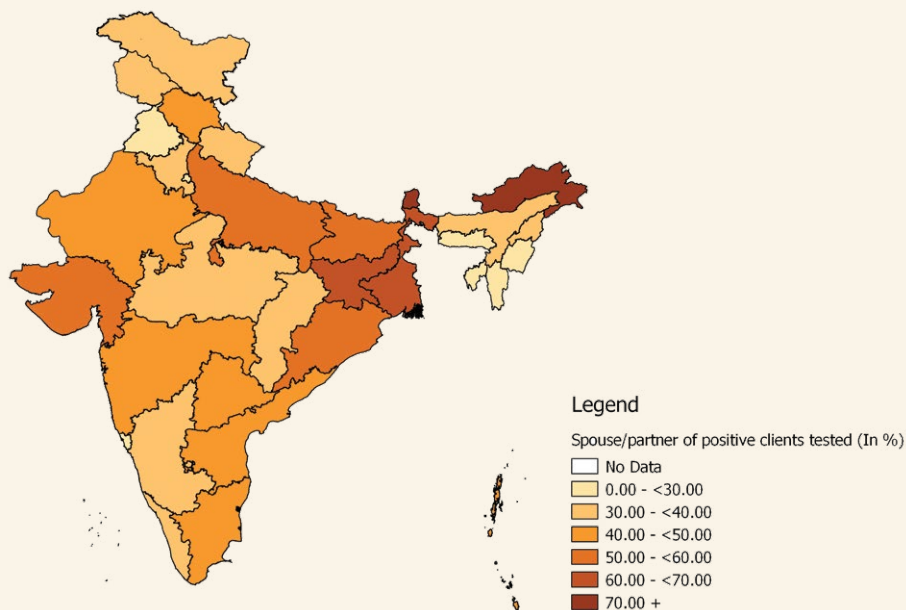 Legend
Spouse/partner of positive clients tested (In %)
No Data
0.00 - <30.00
30.00 - <40.00
40.00 - <50.00
50.00 - <60.00
60.00 - <70.00
70.00 +